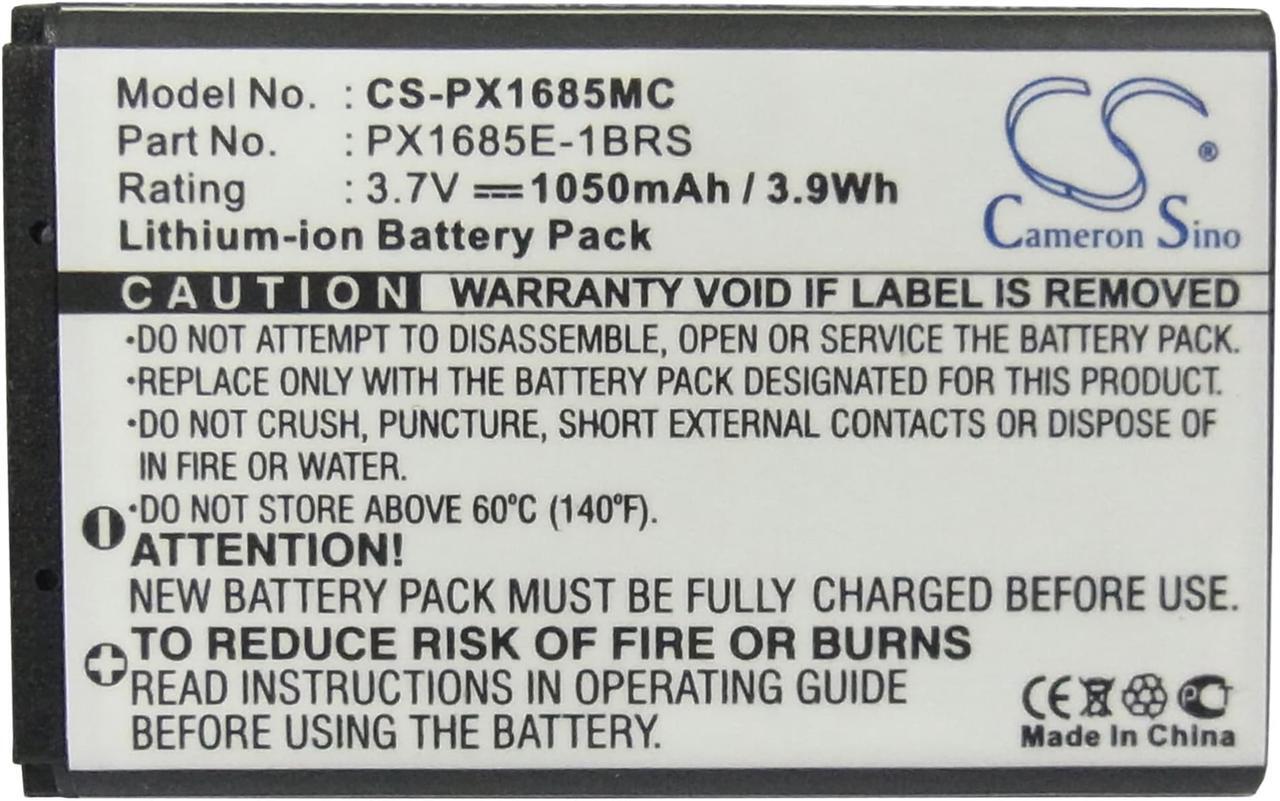 Model No. : CS-PX1685MC
Part No. : PX1685E-1BRS
Rating : 3.7V ⎓ 1050mAh / 3.9Wh
Lithium-ion Battery Pack
CS ®
Cameron Sino
CAUTION WARRANTY VOID IF LABEL IS REMOVED
·DO NOT ATTEMPT TO DISASSEMBLE, OPEN OR SERVICE THE BATTERY PACK.
·REPLACE ONLY WITH THE BATTERY PACK DESIGNATED FOR THIS PRODUCT.
·DO NOT CRUSH, PUNCTURE, SHORT EXTERNAL CONTACTS OR DISPOSE OF
IN FIRE OR WATER.
·DO NOT STORE ABOVE 60ºC (140ºF).
ATTENTION!
NEW BATTERY PACK MUST BE FULLY CHARGED BEFORE USE.
TO REDUCE RISK OF FIRE OR BURNS
READ INSTRUCTIONS IN OPERATING GUIDE
BEFORE USING THE BATTERY.
CE PCT
Made In China